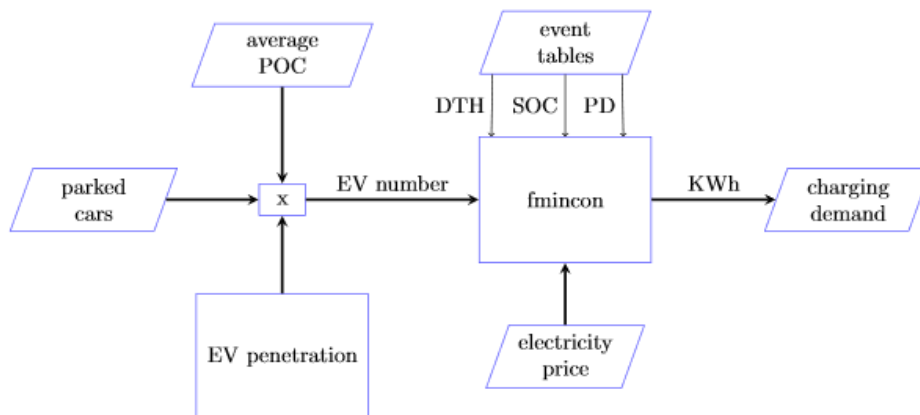 average
POC
event
tables
DTH
SOC
PD
parked
cars
x
EV number
fmincon
KWh
charging
demand
EV penetration
electricity
price